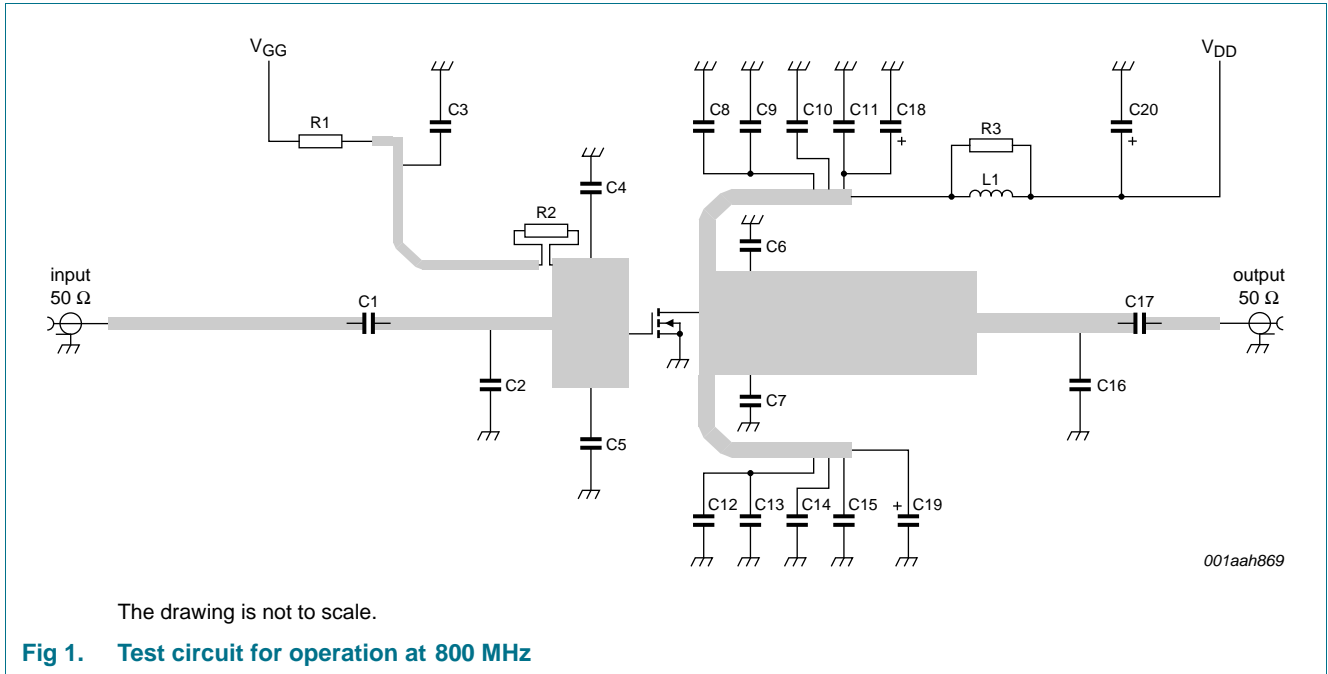 VGG
VDD
C3
C8
C9
C10
C11
C18
+
C20
+
R1
R3
L1
C4
R2
C6
input
50 Ω
C1
C17
output
50 Ω
C2
C16
C7
C5
C12
C13
C14
C15
+
C19
001aah869
The drawing is not to scale.
Fig 1. Test circuit for operation at 800 MHz